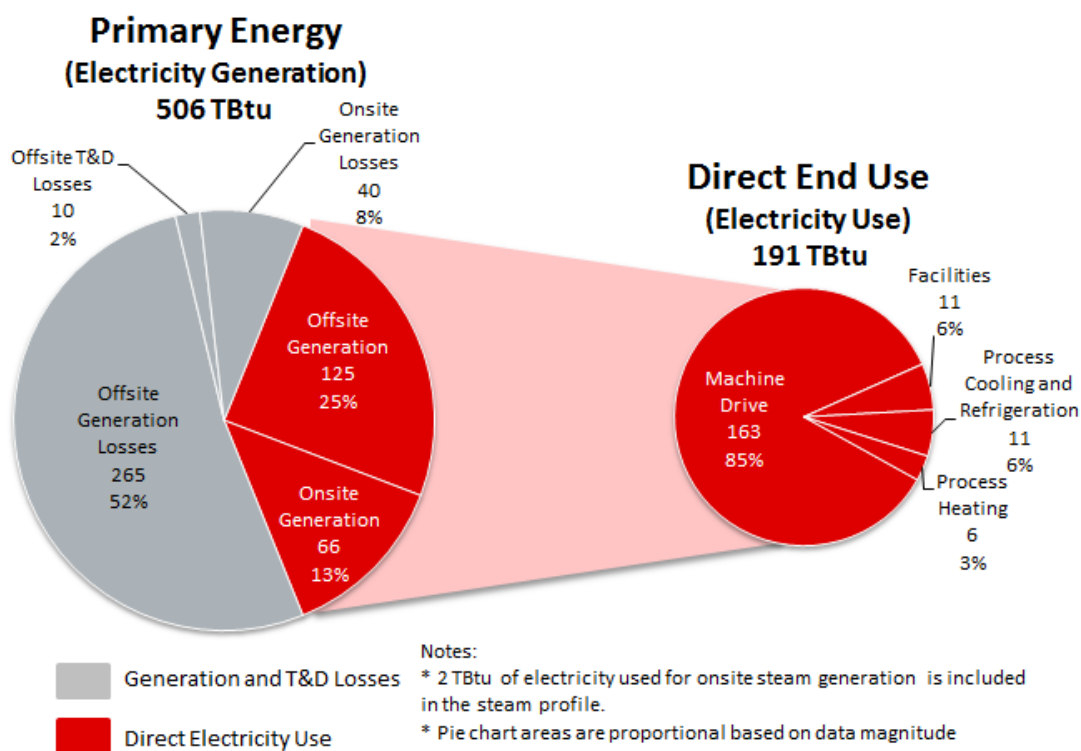 Primary Energy
(Electricity Generation)
506 TBtu
Offsite T&D
Losses
10
2%
Onsite
Generation
Losses
40
8%
Offsite
Generation
125
25%
Offsite
Generation
Losses
265
52%
Onsite
Generation
66
13%
Direct End Use
(Electricity Use)
191 TBtu
Facilities
11
6%
Process
Cooling and
Refrigeration
11
6%
Machine
Drive
163
85%
Process
Heating
6
3%
Generation and T&D Losses
Direct Electricity Use
Notes:
* 2 TBtu of electricity used for onsite steam generation is included
in the steam profile.
* Pie chart areas are proportional based on data magnitude